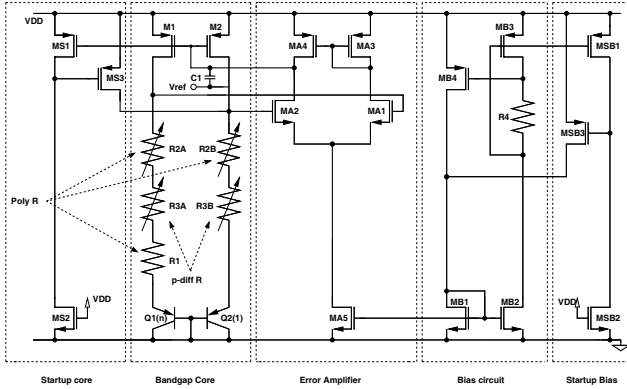 VDD
MS1
M1
M2
MA4
MA3
MB3
MSB1
MS3
C1
Vref
MB4
MA2
MA1
R4
MSB3
R2A
R2B
Poly R
R3A
R3B
R1
p-diff R
VDD
MS2
Q1(n)
Q2(1)
MA5
MB1
MB2
VDD
MSB2
Startup core
Bandgap Core
Error Amplifier
Bias circuit
Startup Bias